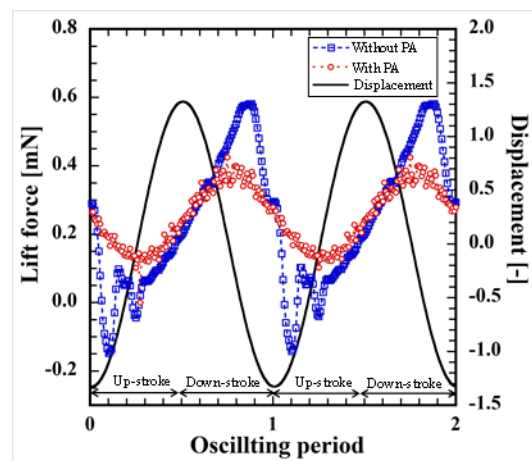 Without PA
With PA
Displacement
Lift force [mN]
0.8
0.6
0.4
0.2
0.0
-0.2
2.0
1.5
1.0
0.5
0.0
-0.5
-1.0
-1.5
Displacement [-]
Up-stroke Down-stroke Up-stroke Down-stroke
0 1 2
Oscillting period